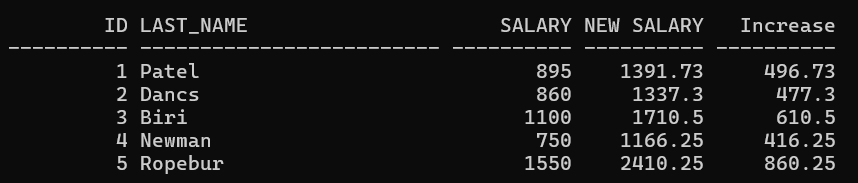 ID LAST_NAME SALARY NEW SALARY Increase
---------- ------------------------- ---------- ---------- ----------
1 Patel 895 1391.73 496.73
2 Dancs 860 1337.3 477.3
3 Biri 1100 1710.5 610.5
4 Newman 750 1166.25 416.25
5 Ropebur 1550 2410.25 860.25